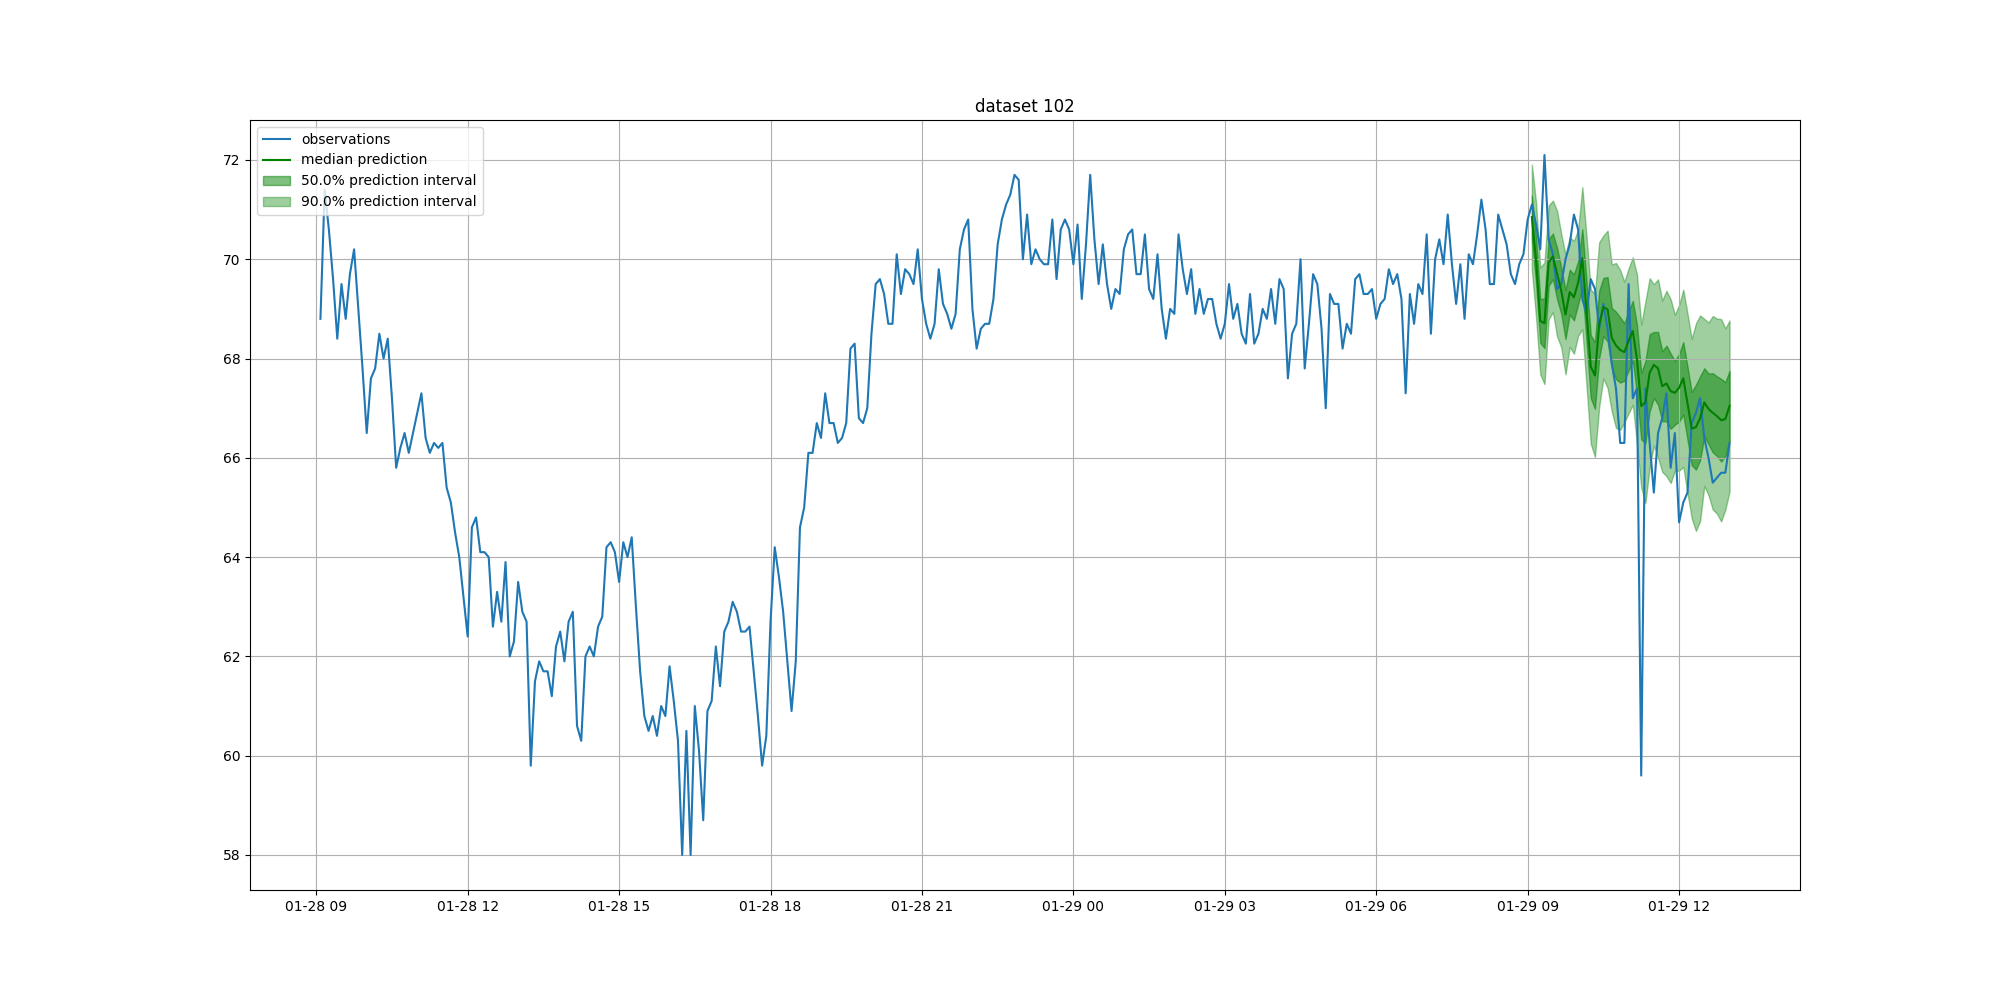 dataset 102
observations
median prediction
50.0% prediction interval
90.0% prediction interval
72
70
68
66
64
62
60
58
01-28 09 01-28 12 01-28 15 01-28 18 01-28 21 01-29 00 01-29 03 01-29 06 01-29 09 01-29 12